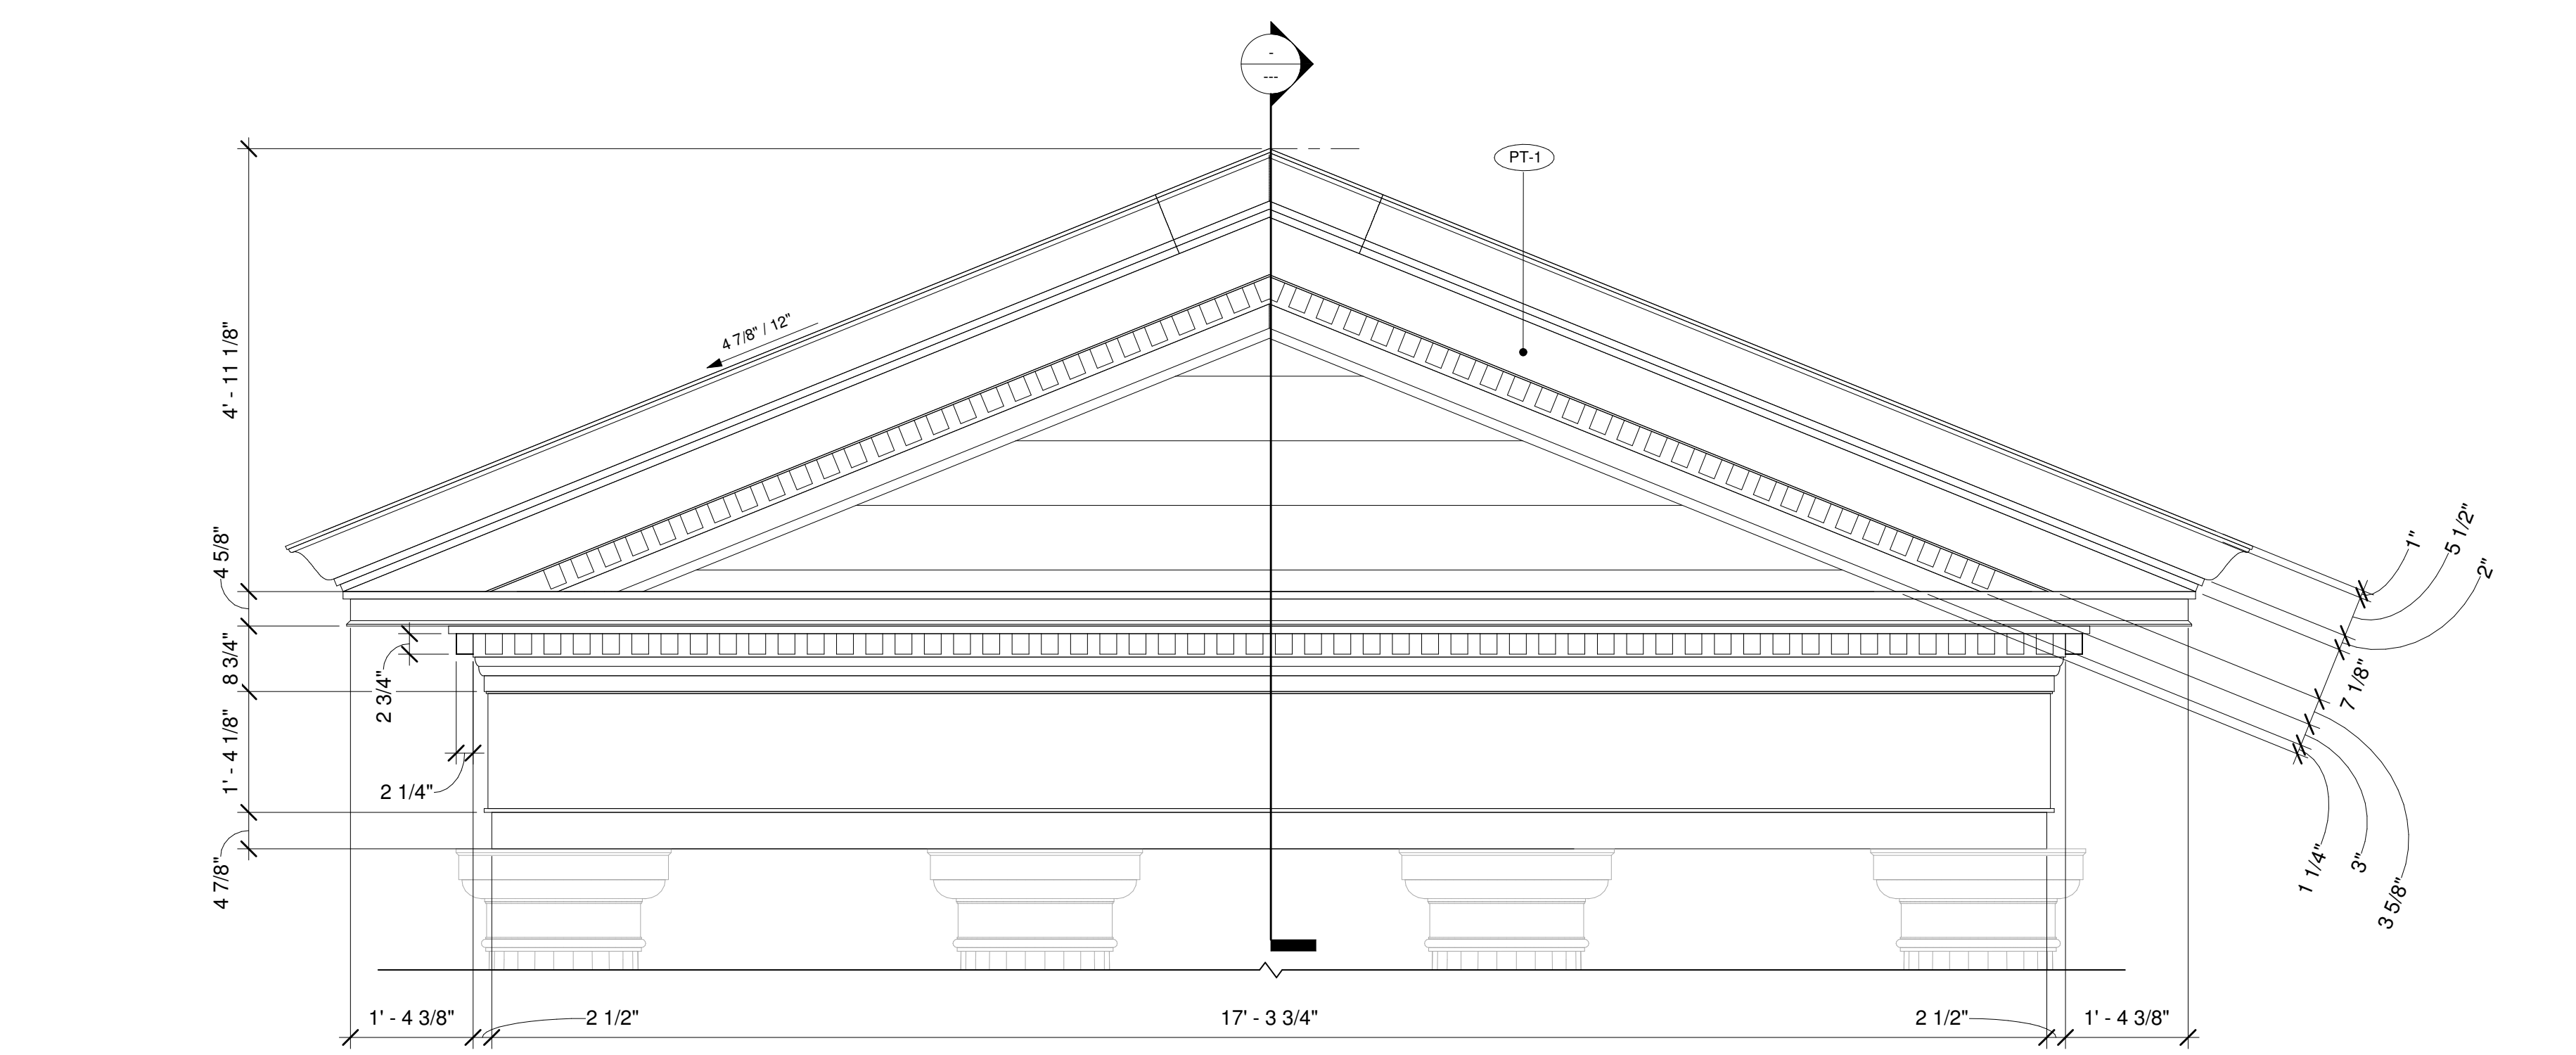 -
---
PT-1
4 7/8" / 12"
4' - 11 1/8"
4 5/8"
8 3/4"
2 3/4"
1' - 4 1/8"
2 1/4"
4 7/8"
1"
5 1/2"
2"
7 1/8"
1 1/4"
3"
3 5/8"
1' - 4 3/8"
2 1/2"
17' - 3 3/4"
2 1/2"
1' - 4 3/8"